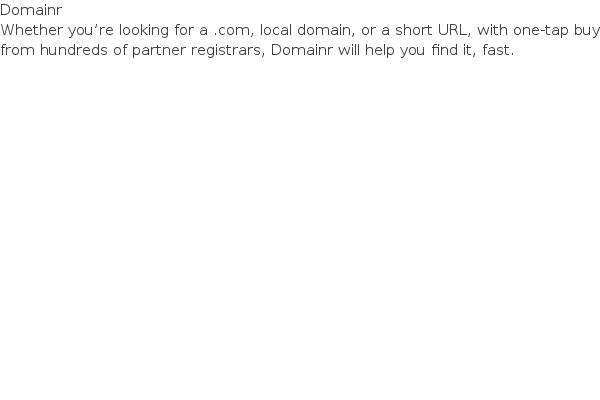 Domainr
Whether you’re looking for a .com, local domain, or a short URL, with one-tap buy
from hundreds of partner registrars, Domainr will help you find it, fast.